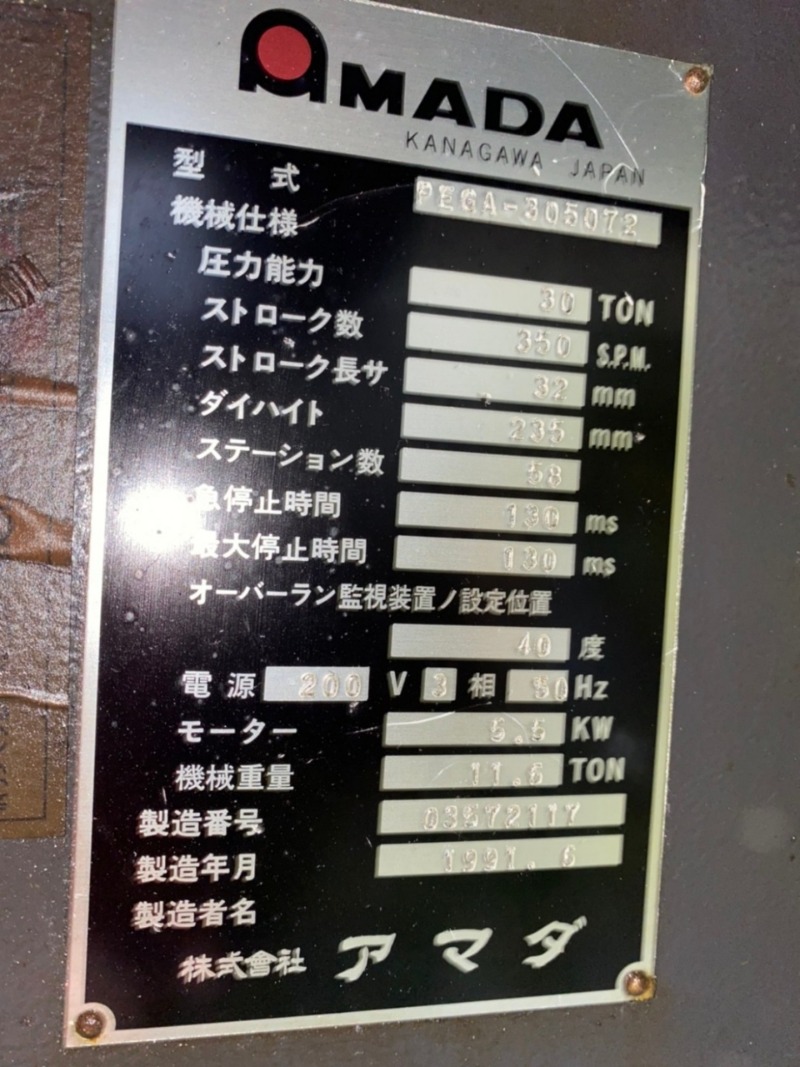 AMADA
KANAGAWA JAPAN
型式 PEGA-305072
機械仕様
圧力能力 30 TON
ストローク数 350 S.P.M.
ストローク長サ 32 mm
ダイハイト 235 mm
ステーション数 58
急停止時間 130 ms
最大停止時間 130 ms
オーバーラン監視装置ノ設定位置
40 度
電源 200 V 3 相 50 Hz
モーター 5.5 KW
機械重量 11.6 TON
製造番号 03572117
製造年月 1991. 6
製造者名
株式會社 アマダ